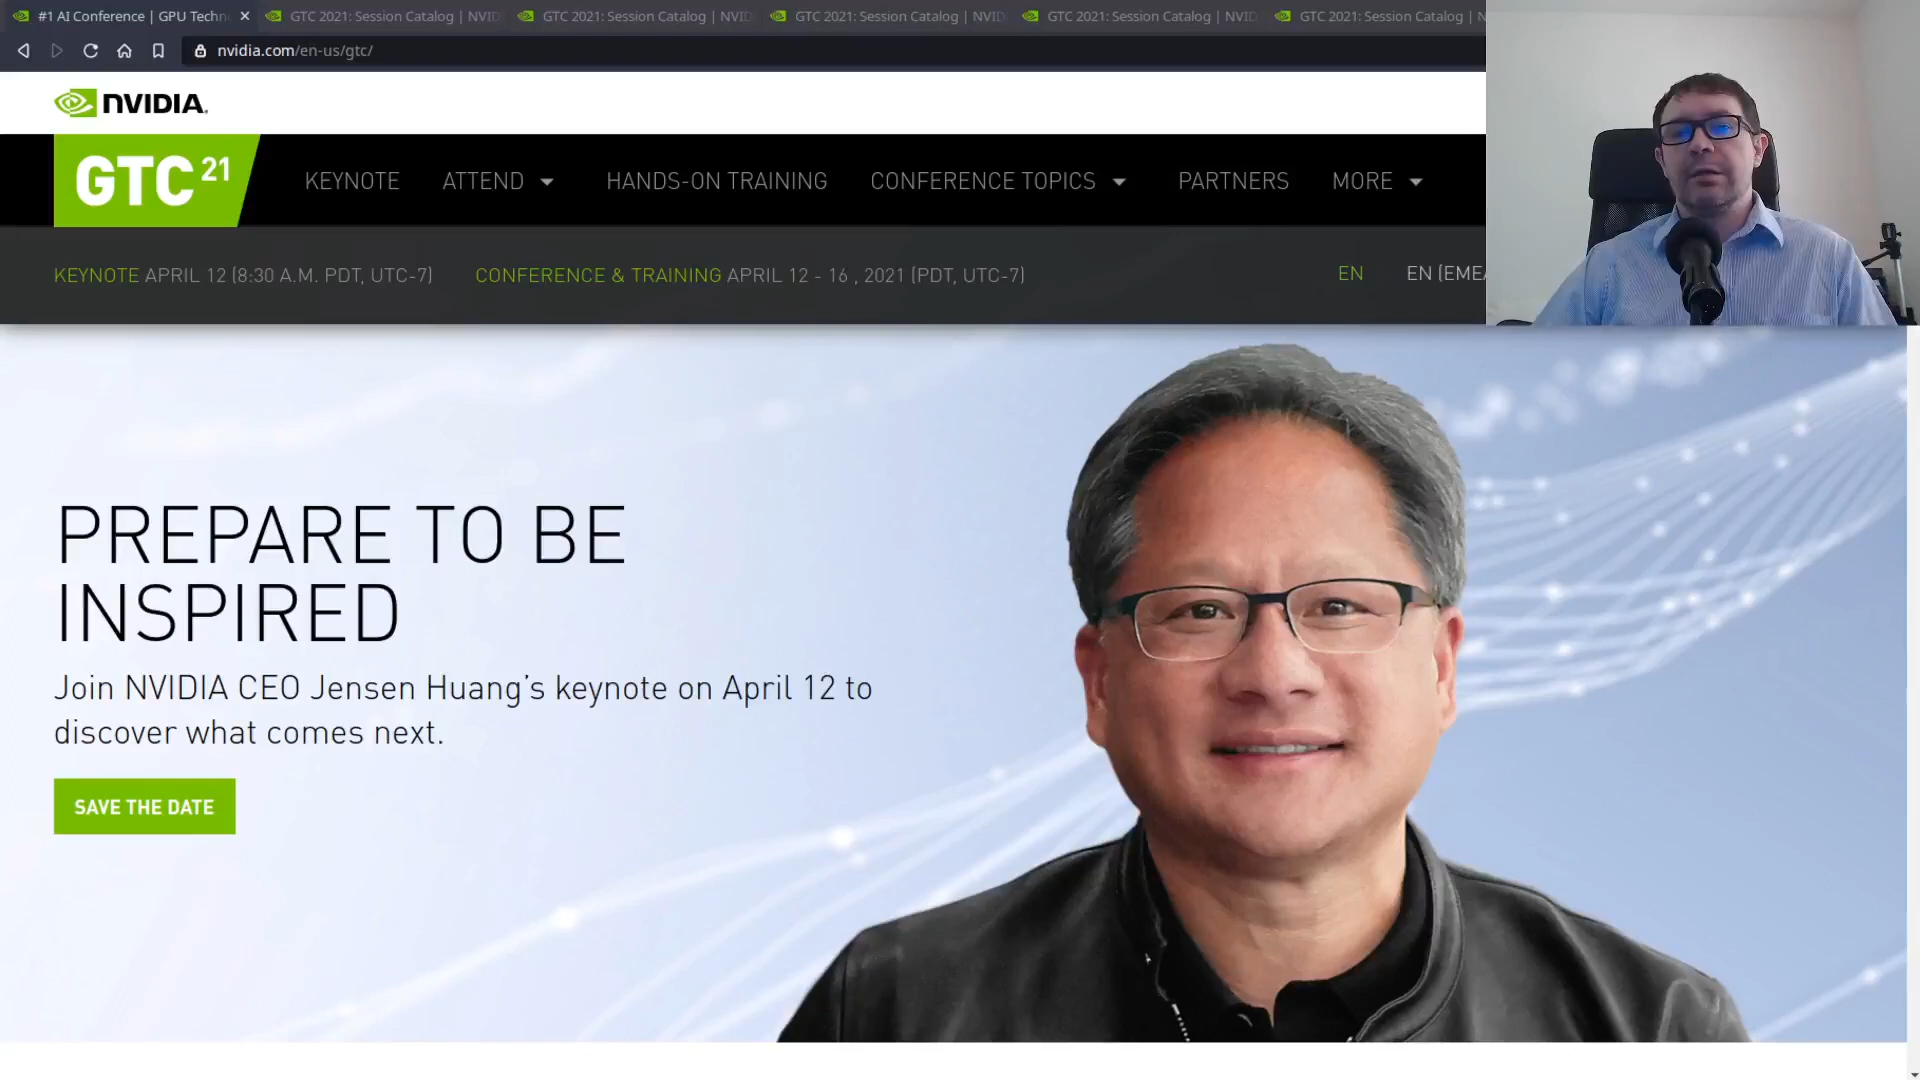 #1 AI Conference | GPU Techn
GTC 2021: Session Catalog | NVID
GTC 2021: Session Catalog | NVID
GTC 2021: Session Catalog | NVID
GTC 2021: Session Catalog | NVID
GTC 2021: Session Catalog | N
nvidia.com/en-us/gtc/
NVIDIA.
GTC 21
KEYNOTE
ATTEND
HANDS-ON TRAINING
CONFERENCE TOPICS
PARTNERS
MORE
KEYNOTE APRIL 12 (8:30 A.M. PDT, UTC-7)
CONFERENCE & TRAINING APRIL 12 - 16 , 2021 (PDT, UTC-7)
EN
EN (EMEA
PREPARE TO BE
INSPIRED
Join NVIDIA CEO Jensen Huang’s keynote on April 12 to
discover what comes next.
SAVE THE DATE